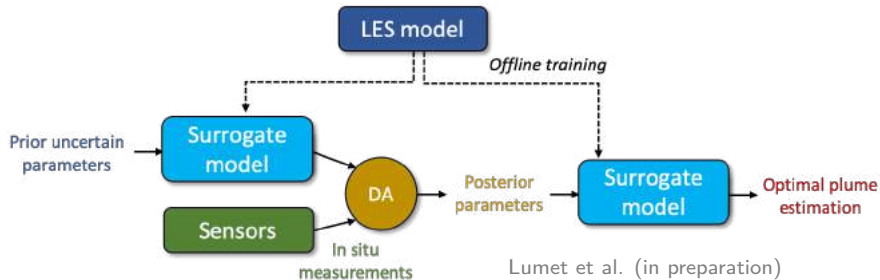 LES model
Offline training
Prior uncertain
parameters
Surrogate
model
DA
Sensors
In situ
measurements
Posterior
parameters
Surrogate
model
Optimal plume
estimation
Lumet et al. (in preparation)